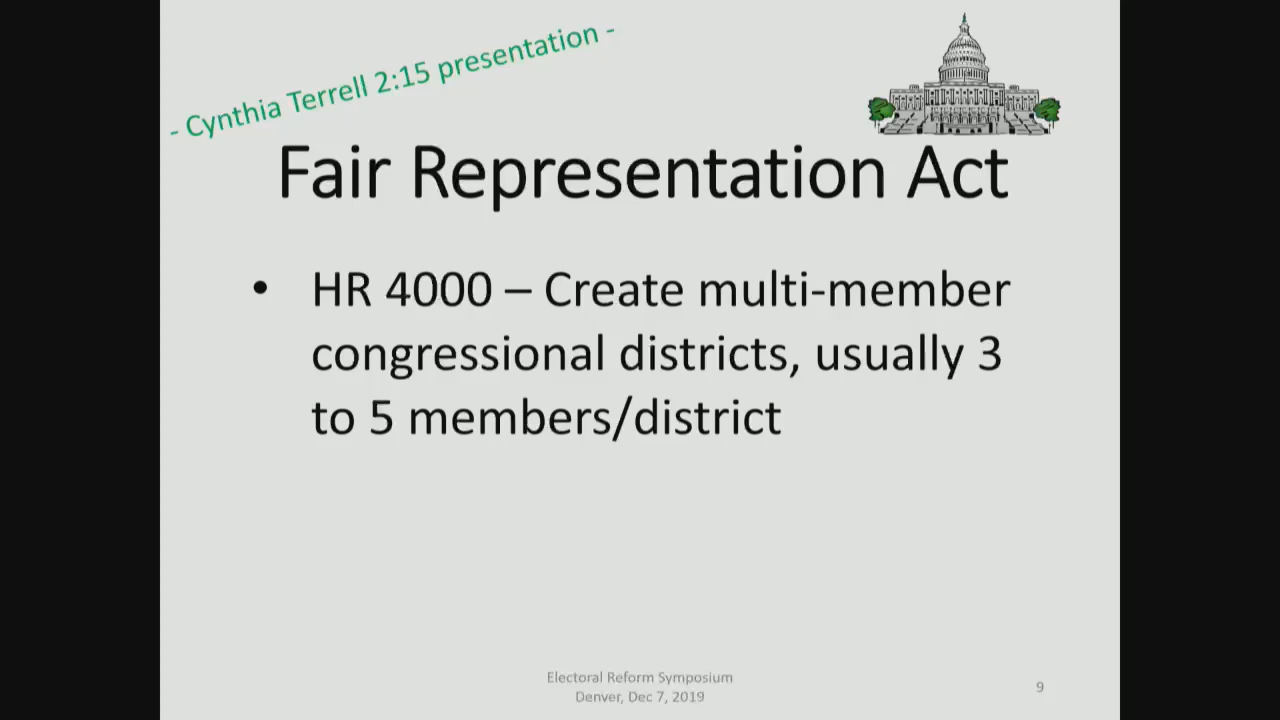 - Cynthia Terrell 2:15 presentation -
Fair Representation Act
• HR 4000 – Create multi-member
congressional districts, usually 3
to 5 members/district
Electoral Reform Symposium
Denver, Dec 7, 2019
9